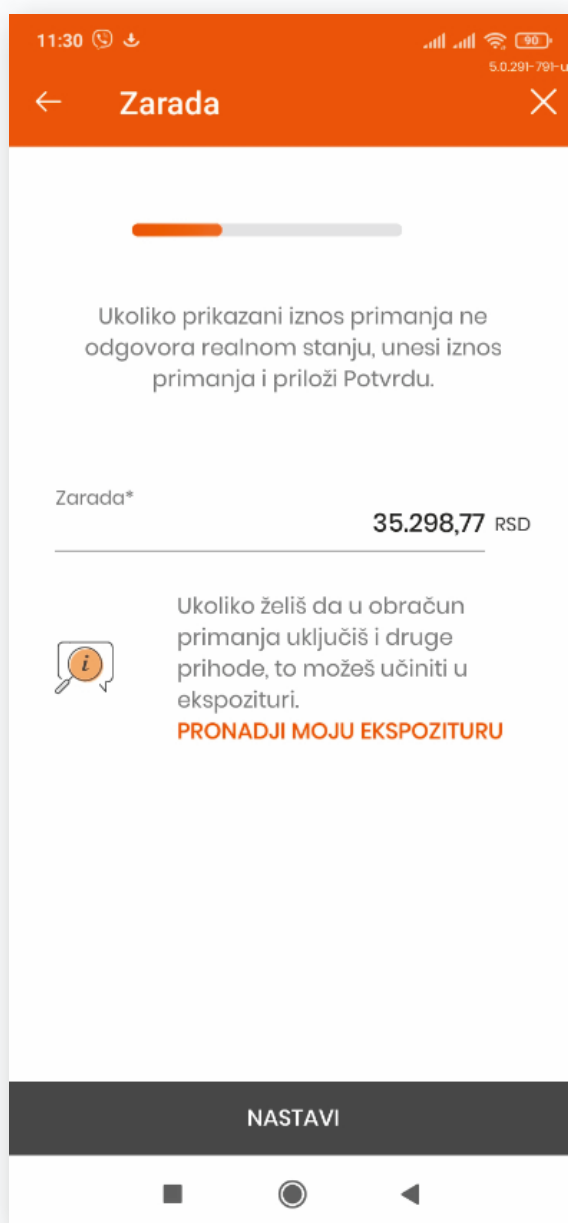 11:30
90
5.0.291-791-u
Zarada
Ukoliko prikazani iznos primanja ne
odgovora realnom stanju, unesi iznos
primanja i priloži Potvrdu.
Zarada*
35.298,77 RSD
i
Ukoliko želiš da u obračun
primanja uključiš i druge
prihode, to možeš učiniti u
ekspozituri.
PRONADJI MOJU EKSPOZITURU
NASTAVI